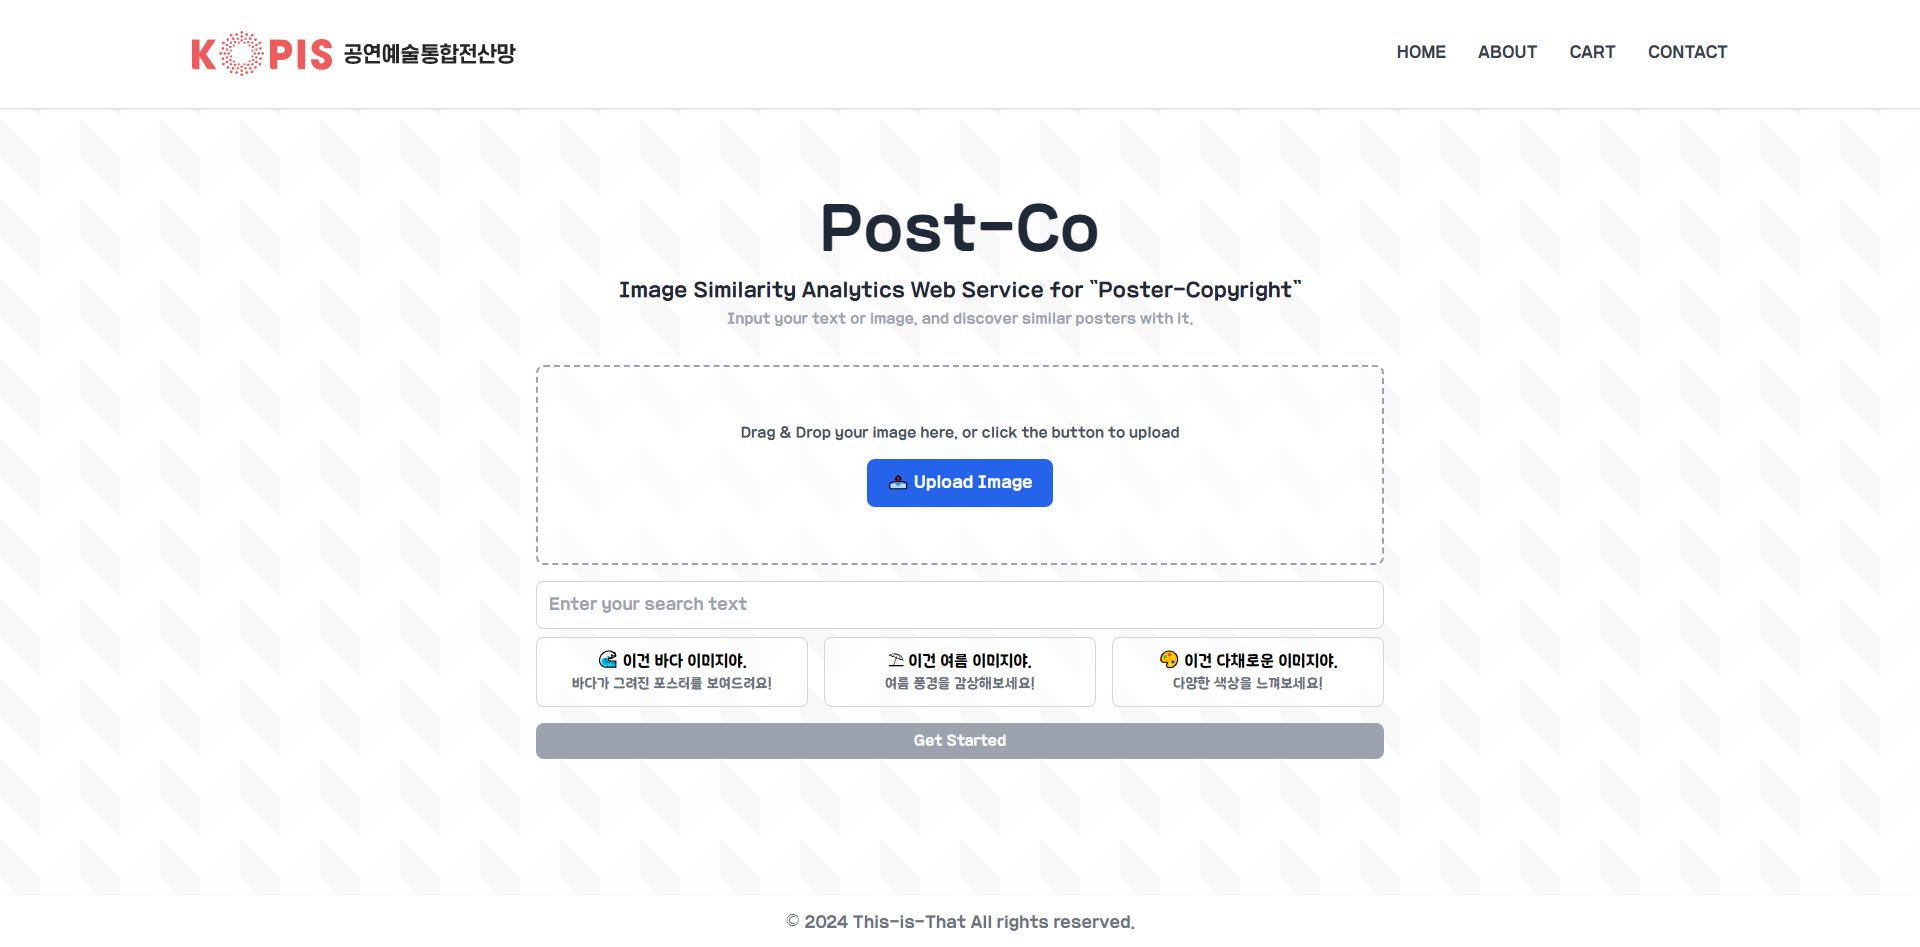 KOPIS 공연예술통합전산망
HOME ABOUT CART CONTACT
Post-Co
Image Similarity Analytics Web Service for "Poster-Copyright"
Input your text or image, and discover similar posters with it.
Drag & Drop your image here, or click the button to upload
Upload Image
Enter your search text
이건 바다 이미지야.
바다가 그려진 포스터를 보여드려요!
이건 여름 이미지야.
여름 풍경을 감상해보세요!
이건 다채로운 이미지야.
다양한 색상을 느껴보세요!
Get Started
© 2024 This-is-That All rights reserved.